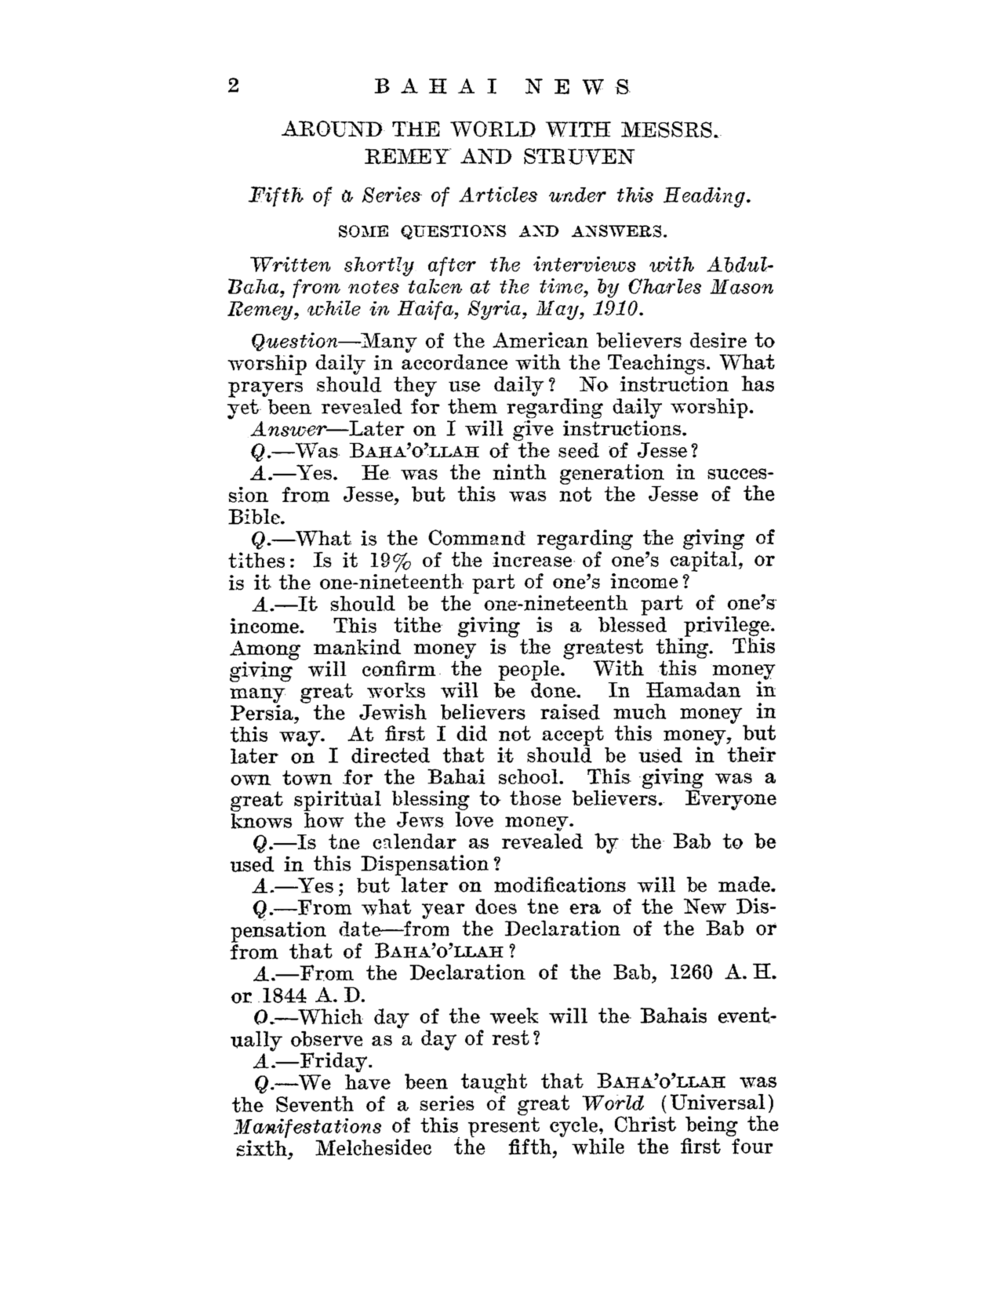 2 BAHAI NEWS
AROUND THE WORLD WITH MESSRS.
REMEY AND STRUVEN
Fifth of a Series of Articles under this Heading.
SOME QUESTIONS AND ANSWERS.
Written shortly after the interviews with Abdul-
Baha, from notes taken at the time, by Charles Mason
Remey, while in Haifa, Syria, May, 1910.
Question—Many of the American believers desire to
worship daily in accordance with the Teachings. What
prayers should they use daily? No instruction has
yet been revealed for them regarding daily worship.
Answer—Later on I will give instructions.
Q.—Was BAHA'O'LLAH of the seed of Jesse?
A.—Yes. He was the ninth generation in succes-
sion from Jesse, but this was not the Jesse of the
Bible.
Q.—What is the Command regarding the giving of
tithes: Is it 19% of the increase of one's capital, or
is it the one-nineteenth part of one's income?
A.—It should be the one-nineteenth part of one's
income. This tithe giving is a blessed privilege.
Among mankind money is the greatest thing. This
giving will confirm the people. With this money
many great works will be done. In Hamadan in
Persia, the Jewish believers raised much money in
this way. At first I did not accept this money, but
later on I directed that it should be used in their
own town for the Bahai school. This giving was a
great spiritual blessing to those believers. Everyone
knows how the Jews love money.
Q.—Is tne calendar as revealed by the Bab to be
used in this Dispensation?
A.—Yes; but later on modifications will be made.
Q.—From what year does tne era of the New Dis-
pensation date—from the Declaration of the Bab or
from that of BAHA'O'LLAH?
A.—From the Declaration of the Bab, 1260 A. H.
or 1844 A. D.
O.—Which day of the week will the Bahais event-
ually observe as a day of rest?
A.—Friday.
Q.—We have been taught that BAHA'O'LLAH was
the Seventh of a series of great World (Universal)
Manifestations of this present cycle, Christ being the
sixth, Melchesidec the fifth, while the first four